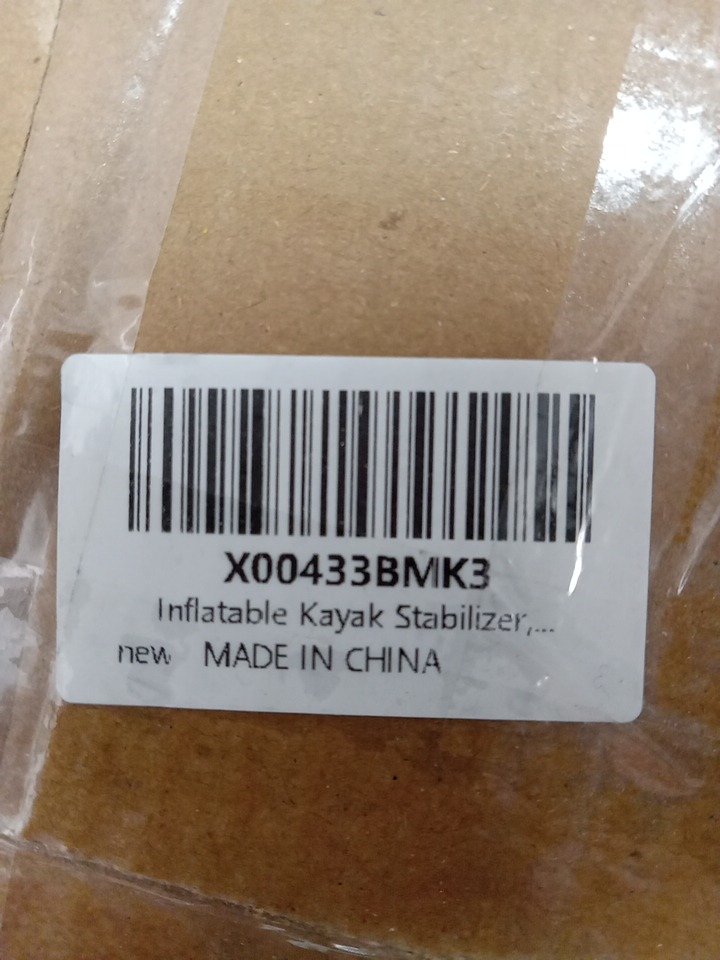 X00433BMK3
Inflatable Kayak Stabilizer,...
new MADE IN CHINA